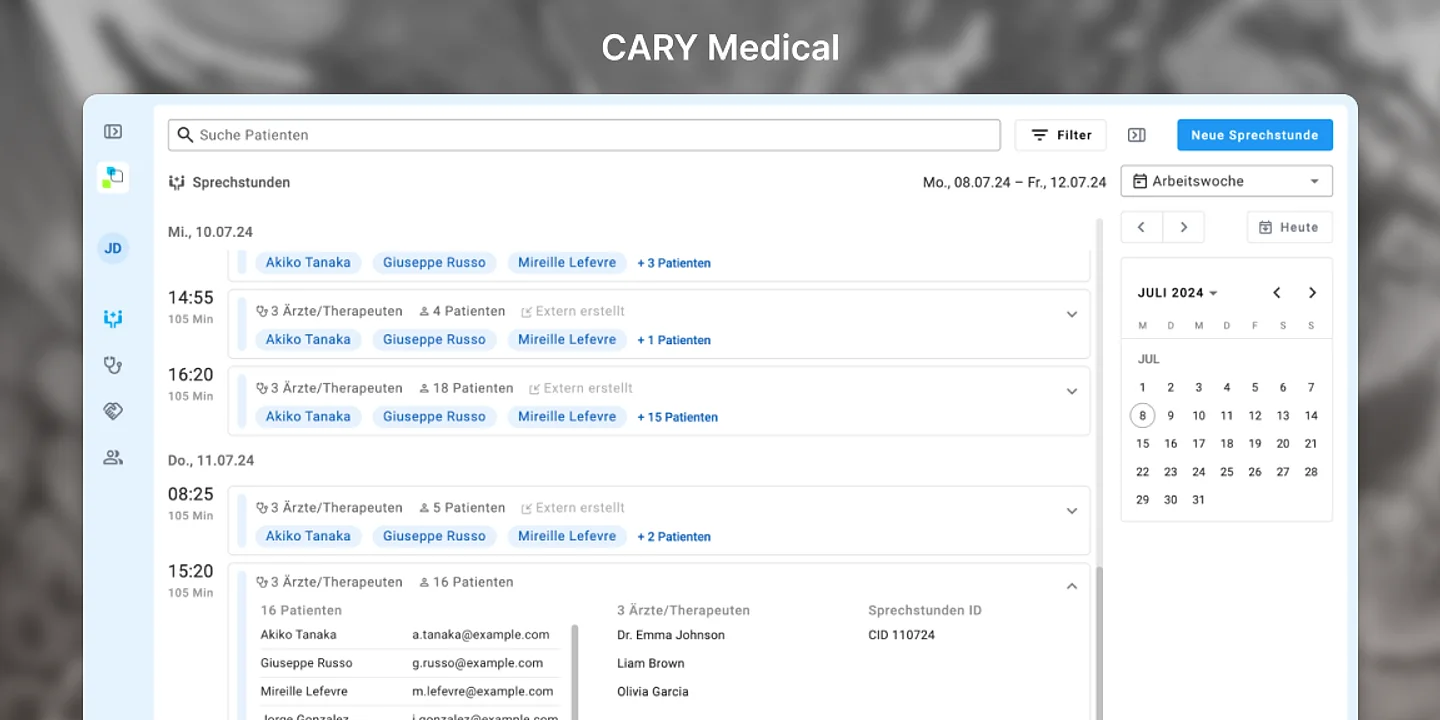 CARY Medical
Suche Patienten
Filter
Neue Sprechstunde
Sprechstunden
Mo., 08.07.24 – Fr., 12.07.24
Arbeitswoche
Heute
JD
Mi., 10.07.24
Akiko Tanaka Giuseppe Russo Mireille Lefevre + 3 Patienten
14:55
105 Min
3 Ärzte/Therapeuten 4 Patienten Extern erstellt
Akiko Tanaka Giuseppe Russo Mireille Lefevre + 1 Patienten
16:20
105 Min
3 Ärzte/Therapeuten 18 Patienten Extern erstellt
Akiko Tanaka Giuseppe Russo Mireille Lefevre + 15 Patienten
Do., 11.07.24
08:25
105 Min
3 Ärzte/Therapeuten 5 Patienten Extern erstellt
Akiko Tanaka Giuseppe Russo Mireille Lefevre + 2 Patienten
15:20
105 Min
3 Ärzte/Therapeuten 16 Patienten
16 Patienten 3 Ärzte/Therapeuten Sprechstunden ID
Akiko Tanaka a.tanaka@example.com Dr. Emma Johnson CID 110724
Giuseppe Russo g.russo@example.com Liam Brown
Mireille Lefevre m.lefevre@example.com Olivia Garcia
Jorge Gonzalez j.gonzalez@example.com
JULI 2024
M D M D F S S
JUL
1 2 3 4 5 6 7
8 9 10 11 12 13 14
15 16 17 18 19 20 21
22 23 24 25 26 27 28
29 30 31